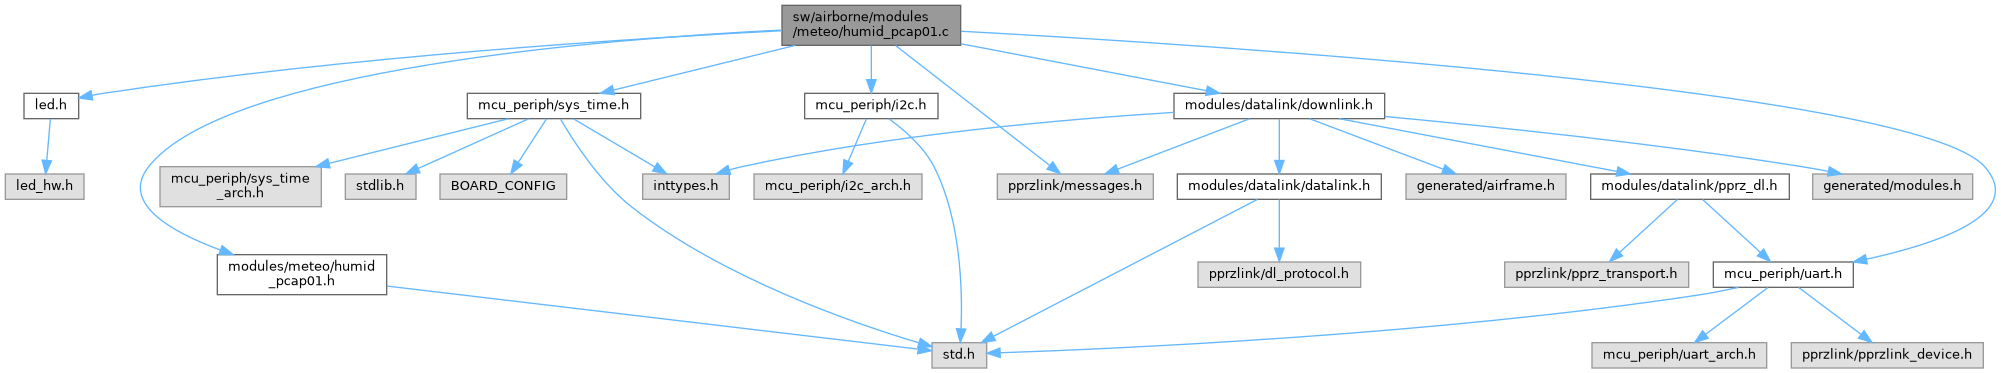 sw/airborne/modules
/meteo/humid_pcap01.c
led.h
mcu_periph/sys_time.h
mcu_periph/i2c.h
modules/datalink/downlink.h
led_hw.h
mcu_periph/sys_time
_arch.h
stdlib.h
BOARD_CONFIG
inttypes.h
mcu_periph/i2c_arch.h
pprzlink/messages.h
modules/datalink/datalink.h
generated/airframe.h
modules/datalink/pprz_dl.h
generated/modules.h
modules/meteo/humid
_pcap01.h
pprzlink/dl_protocol.h
pprzlink/pprz_transport.h
mcu_periph/uart.h
std.h
mcu_periph/uart_arch.h
pprzlink/pprzlink_device.h